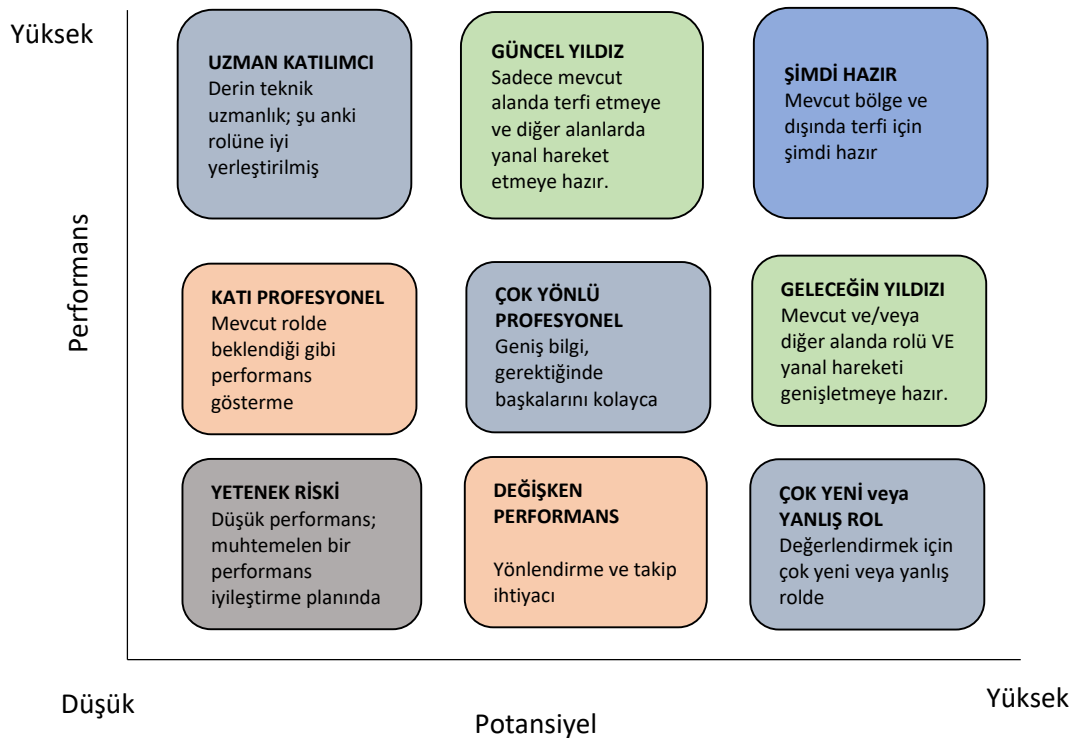 Yüksek
UZMAN KATILIMCI
Derin teknik
uzmanlık; şu anki
rolüne iyi
yerleştirilmiş
GÜNCEL YILDIZ
Sadece mevcut
alanda terfi etmeye
ve diğer alanlarda
yanal hareket
etmeye hazır.
ŞİMDİ HAZIR
Mevcut bölge ve
dışında terfi için
şimdi hazır
Performans
KATI PROFESYONEL
Mevcut rolde
beklendiği gibi
performans
gösterme
ÇOK YÖNLÜ
PROFESYONEL
Geniş bilgi,
gerektiğinde
başkalarını kolayca
GELECEĞİN YILDIZI
Mevcut ve/veya
diğer alanda rolü VE
yanal hareketi
genişletmeye hazır.
YETENEK RİSKİ
Düşük performans;
muhtemelen bir
performans
iyileştirme planında
DEĞİŞKEN
PERFORMANS
Yönlendirme ve takip
ihtiyacı
ÇOK YENİ veya
YANLIŞ ROL
Değerlendirmek için
çok yeni veya yanlış
rolde
Düşük
Potansiyel
Yüksek